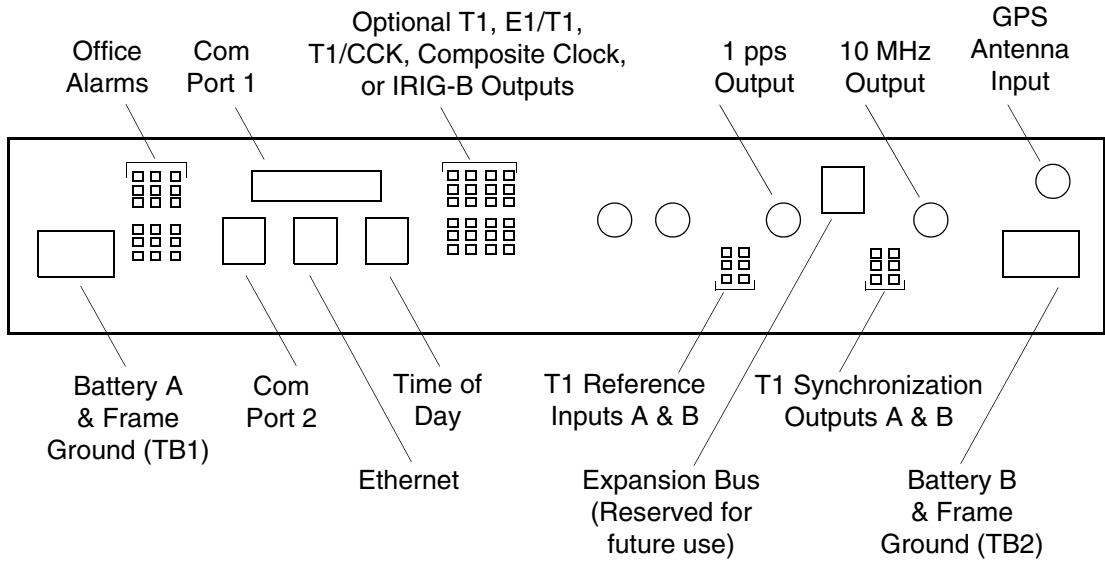 Office
Alarms
Com
Port 1
Optional T1, E1/T1,
T1/CCK, Composite Clock,
or IRIG-B Outputs
1 pps
Output
10 MHz
Output
GPS
Antenna
Input
Battery A
& Frame
Ground (TB1)
Com
Port 2
Ethernet
Time of
Day
T1 Reference
Inputs A & B
Expansion Bus
(Reserved for
future use)
T1 Synchronization
Outputs A & B
Battery B
& Frame
Ground (TB2)